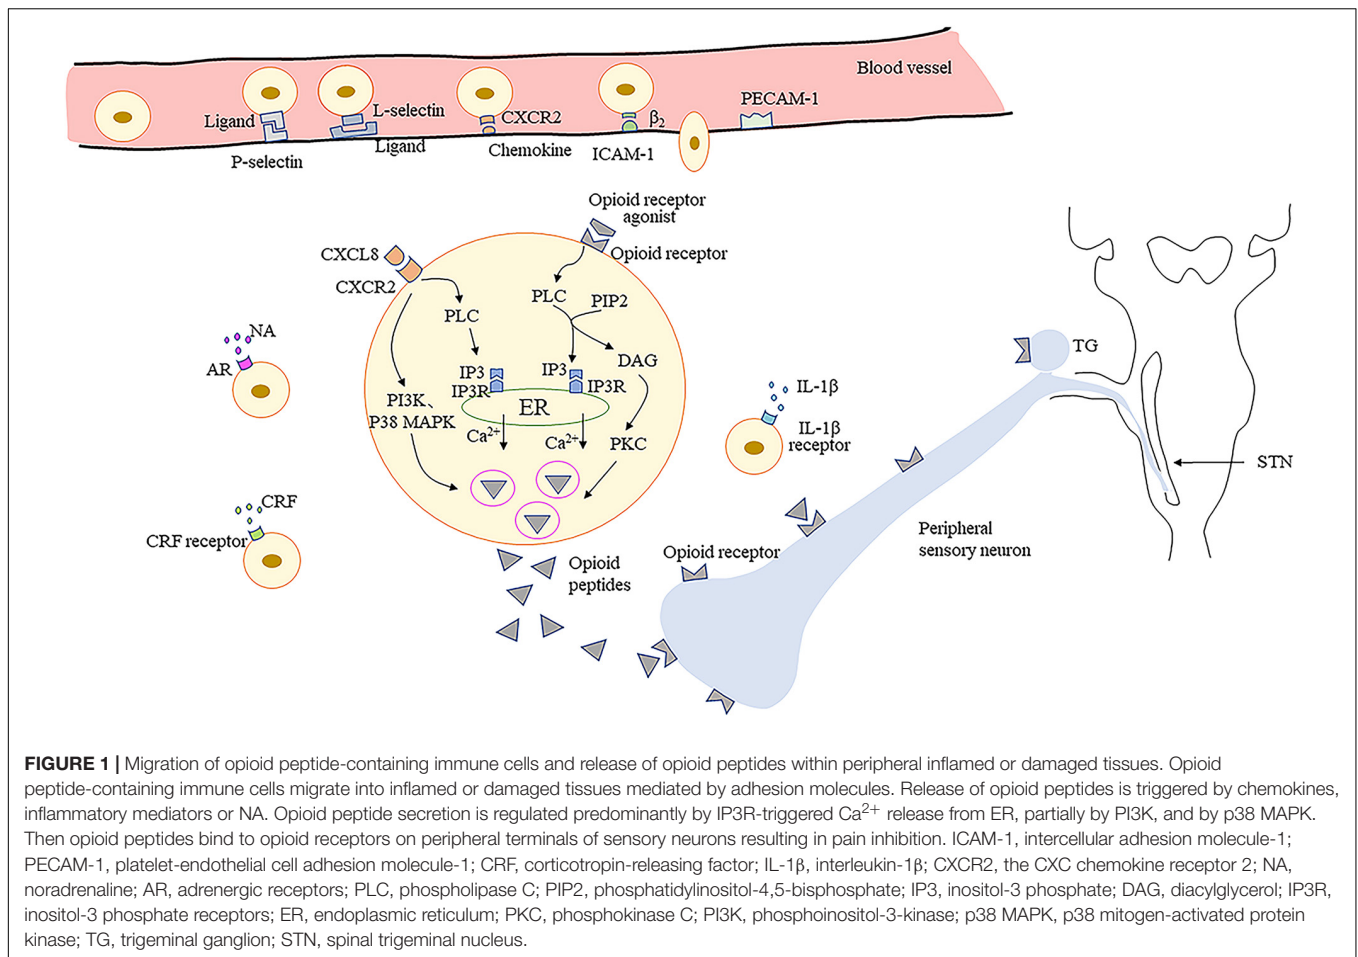 Blood vessel
Ligand
P-selectin
L-selectin
Ligand
CXCR2
Chemokine
β2
ICAM-1
PECAM-1
Opioid receptor
agonist
Opioid receptor
CXCL8
CXCR2
PLC
PLC
PIP2
DAG
IP3
IP3R
IP3
IP3R
ER
PI3K、
P38 MAPK
Ca2+
Ca2+
PKC
NA
AR
CRF
CRF receptor
IL-1β
IL-1β
receptor
Opioid
peptides
Opioid receptor
Peripheral
sensory neuron
TG
STN
FIGURE 1 | Migration of opioid peptide-containing immune cells and release of opioid peptides within peripheral inflamed or damaged tissues. Opioid
peptide-containing immune cells migrate into inflamed or damaged tissues mediated by adhesion molecules. Release of opioid peptides is triggered by chemokines,
inflammatory mediators or NA. Opioid peptide secretion is regulated predominantly by IP3R-triggered Ca2+ release from ER, partially by PI3K, and by p38 MAPK.
Then opioid peptides bind to opioid receptors on peripheral terminals of sensory neurons resulting in pain inhibition. ICAM-1, intercellular adhesion molecule-1;
PECAM-1, platelet-endothelial cell adhesion molecule-1; CRF, corticotropin-releasing factor; IL-1β, interleukin-1β; CXCR2, the CXC chemokine receptor 2; NA,
noradrenaline; AR, adrenergic receptors; PLC, phospholipase C; PIP2, phosphatidylinositol-4,5-bisphosphate; IP3, inositol-3 phosphate; DAG, diacylglycerol; IP3R,
inositol-3 phosphate receptors; ER, endoplasmic reticulum; PKC, phosphokinase C; PI3K, phosphoinositol-3-kinase; p38 MAPK, p38 mitogen-activated protein
kinase; TG, trigeminal ganglion; STN, spinal trigeminal nucleus.